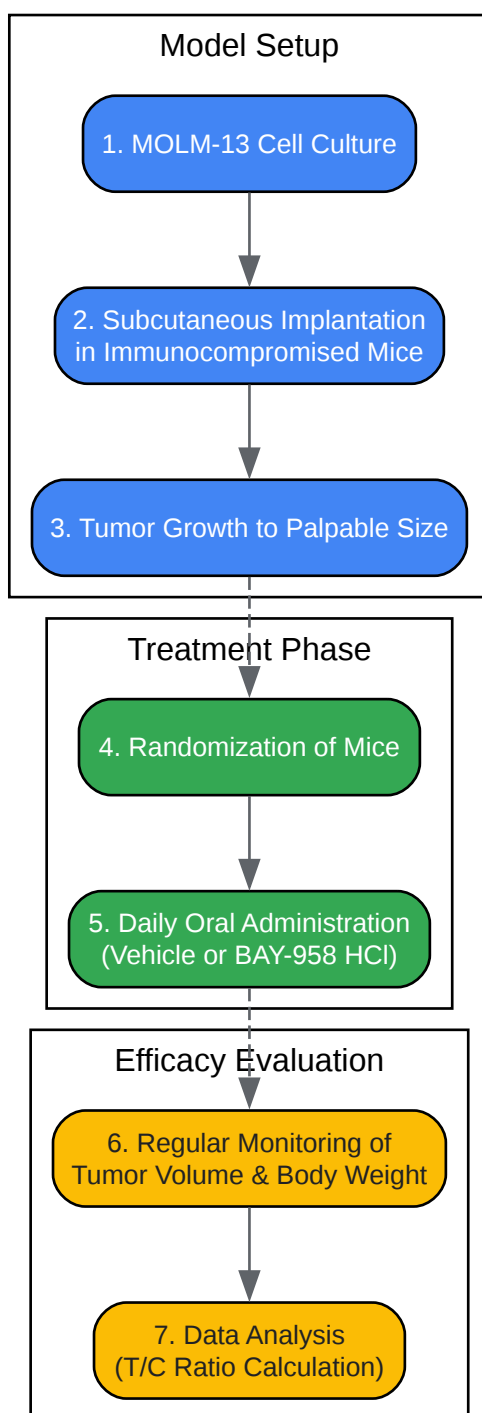 Model Setup
1. MOLM-13 Cell Culture
2. Subcutaneous Implantation
in Immunocompromised Mice
3. Tumor Growth to Palpable Size
Treatment Phase
4. Randomization of Mice
5. Daily Oral Administration
(Vehicle or BAY-958 HCl)
Efficacy Evaluation
6. Regular Monitoring of
Tumor Volume & Body Weight
7. Data Analysis
(T/C Ratio Calculation)